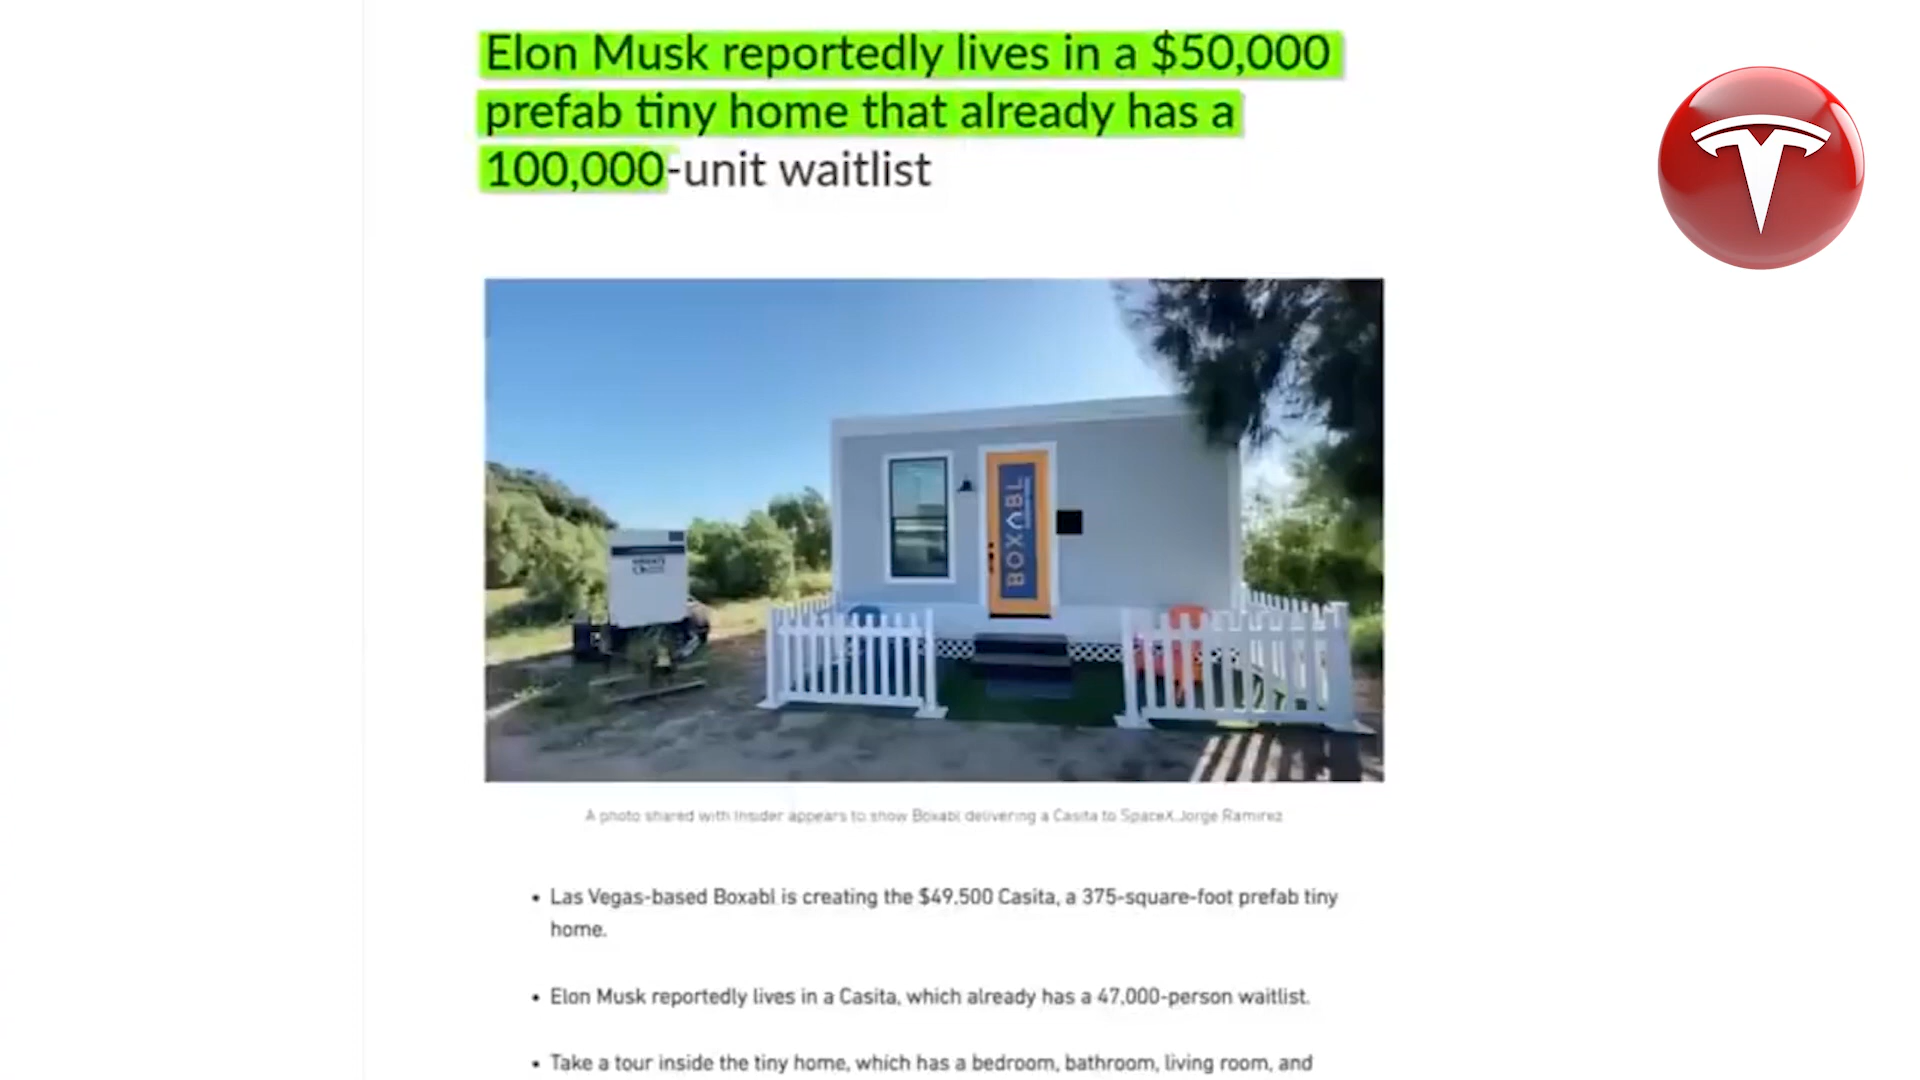 Elon Musk reportedly lives in a $50,000
prefab tiny home that already has a
100,000-unit waitlist
BOXABL
A photo shared with Insider appears to show Boxabl delivering a Casita to SpaceX.Jorge Ramirez
• Las Vegas-based Boxabl is creating the $49,500 Casita, a 375-square-foot prefab tiny
home.
• Elon Musk reportedly lives in a Casita, which already has a 47,000-person waitlist.
• Take a tour inside the tiny home, which has a bedroom, bathroom, living room, and